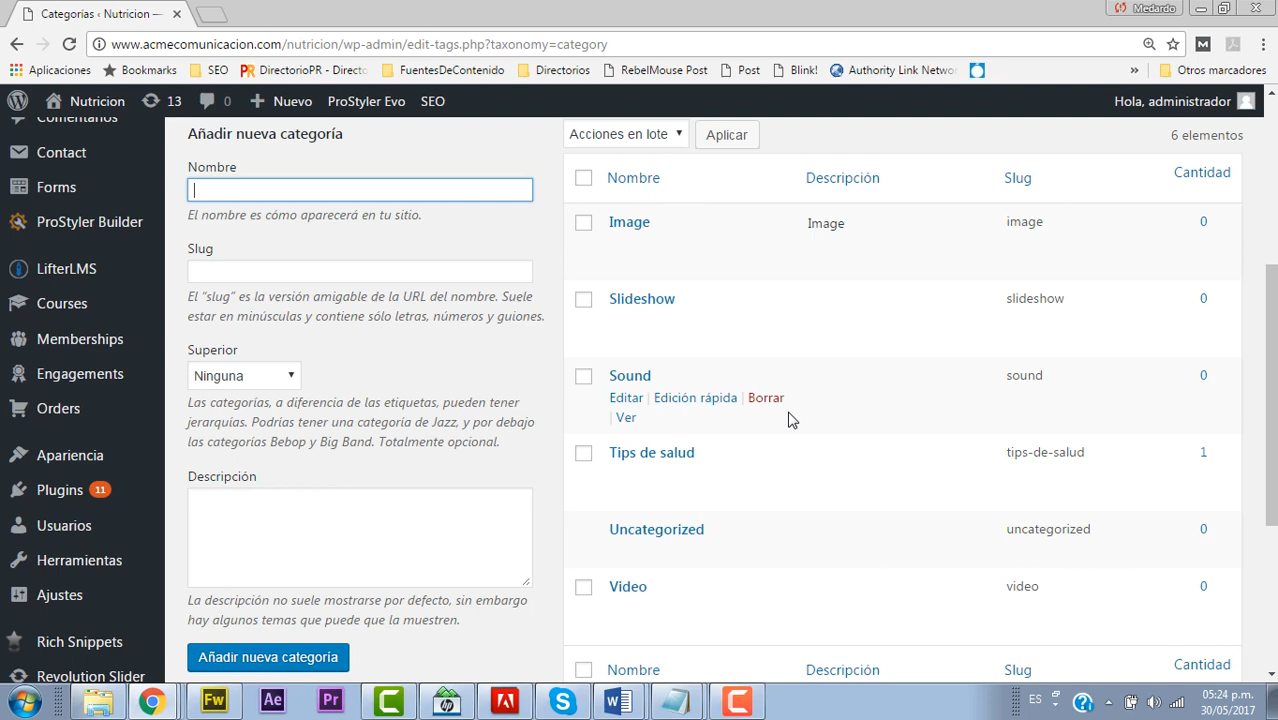 Categorías ‹ Nutricion —
Medardo
www.acmecomunicacion.com/nutricion/wp-admin/edit-tags.php?taxonomy=category
Aplicaciones
Bookmarks
SEO
DirectorioPR - Directo
FuentesDeContenido
Directorios
RebelMouse Post
Post
Blink!
Authority Link Netwo
»
Otros marcadores
Nutricion
13
0
Nuevo
ProStyler Evo
SEO
Hola, administrador
Comentarios
Contact
Forms
ProStyler Builder
LifterLMS
Courses
Memberships
Engagements
Orders
Apariencia
Plugins 11
Usuarios
Herramientas
Ajustes
Rich Snippets
Revolution Slider
Añadir nueva categoría
Nombre
El nombre es cómo aparecerá en tu sitio.
Slug
El “slug” es la versión amigable de la URL del nombre. Suele
estar en minúsculas y contiene sólo letras, números y guiones.
Superior
Ninguna
Las categorías, a diferencia de las etiquetas, pueden tener
jerarquías. Podrías tener una categoría de Jazz, y por debajo
las categorias Bebop y Big Band. Totalmente opcional.
Descripción
La descripción no suele mostrarse por defecto, sin embargo
hay algunos temas que puede que la muestren.
Añadir nueva categoría
Acciones en lote
Aplicar
6 elementos
Nombre Descripción Slug Cantidad
Image Image image 0
Slideshow slideshow 0
Sound sound 0
Editar | Edición rápida | Borrar
| Ver
Tips de salud tips-de-salud 1
Uncategorized uncategorized 0
Video video 0
Nombre Descripción Slug Cantidad
Fw
Ae
Pr
ES
05:24 p.m.
30/05/2017